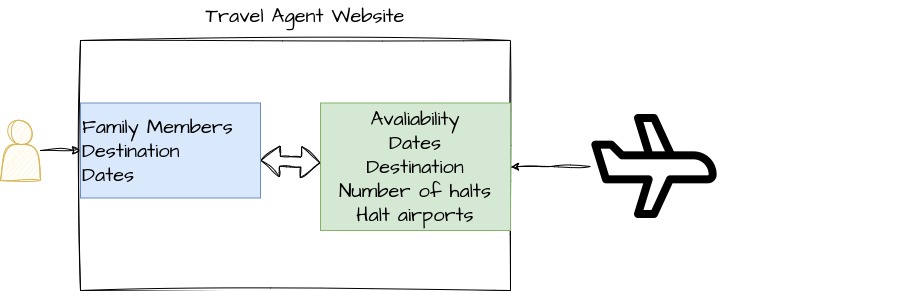 Travel Agent Website
Family Members
Destination
Dates
Avaliability
Dates
Destination
Number of halts
Halt airports